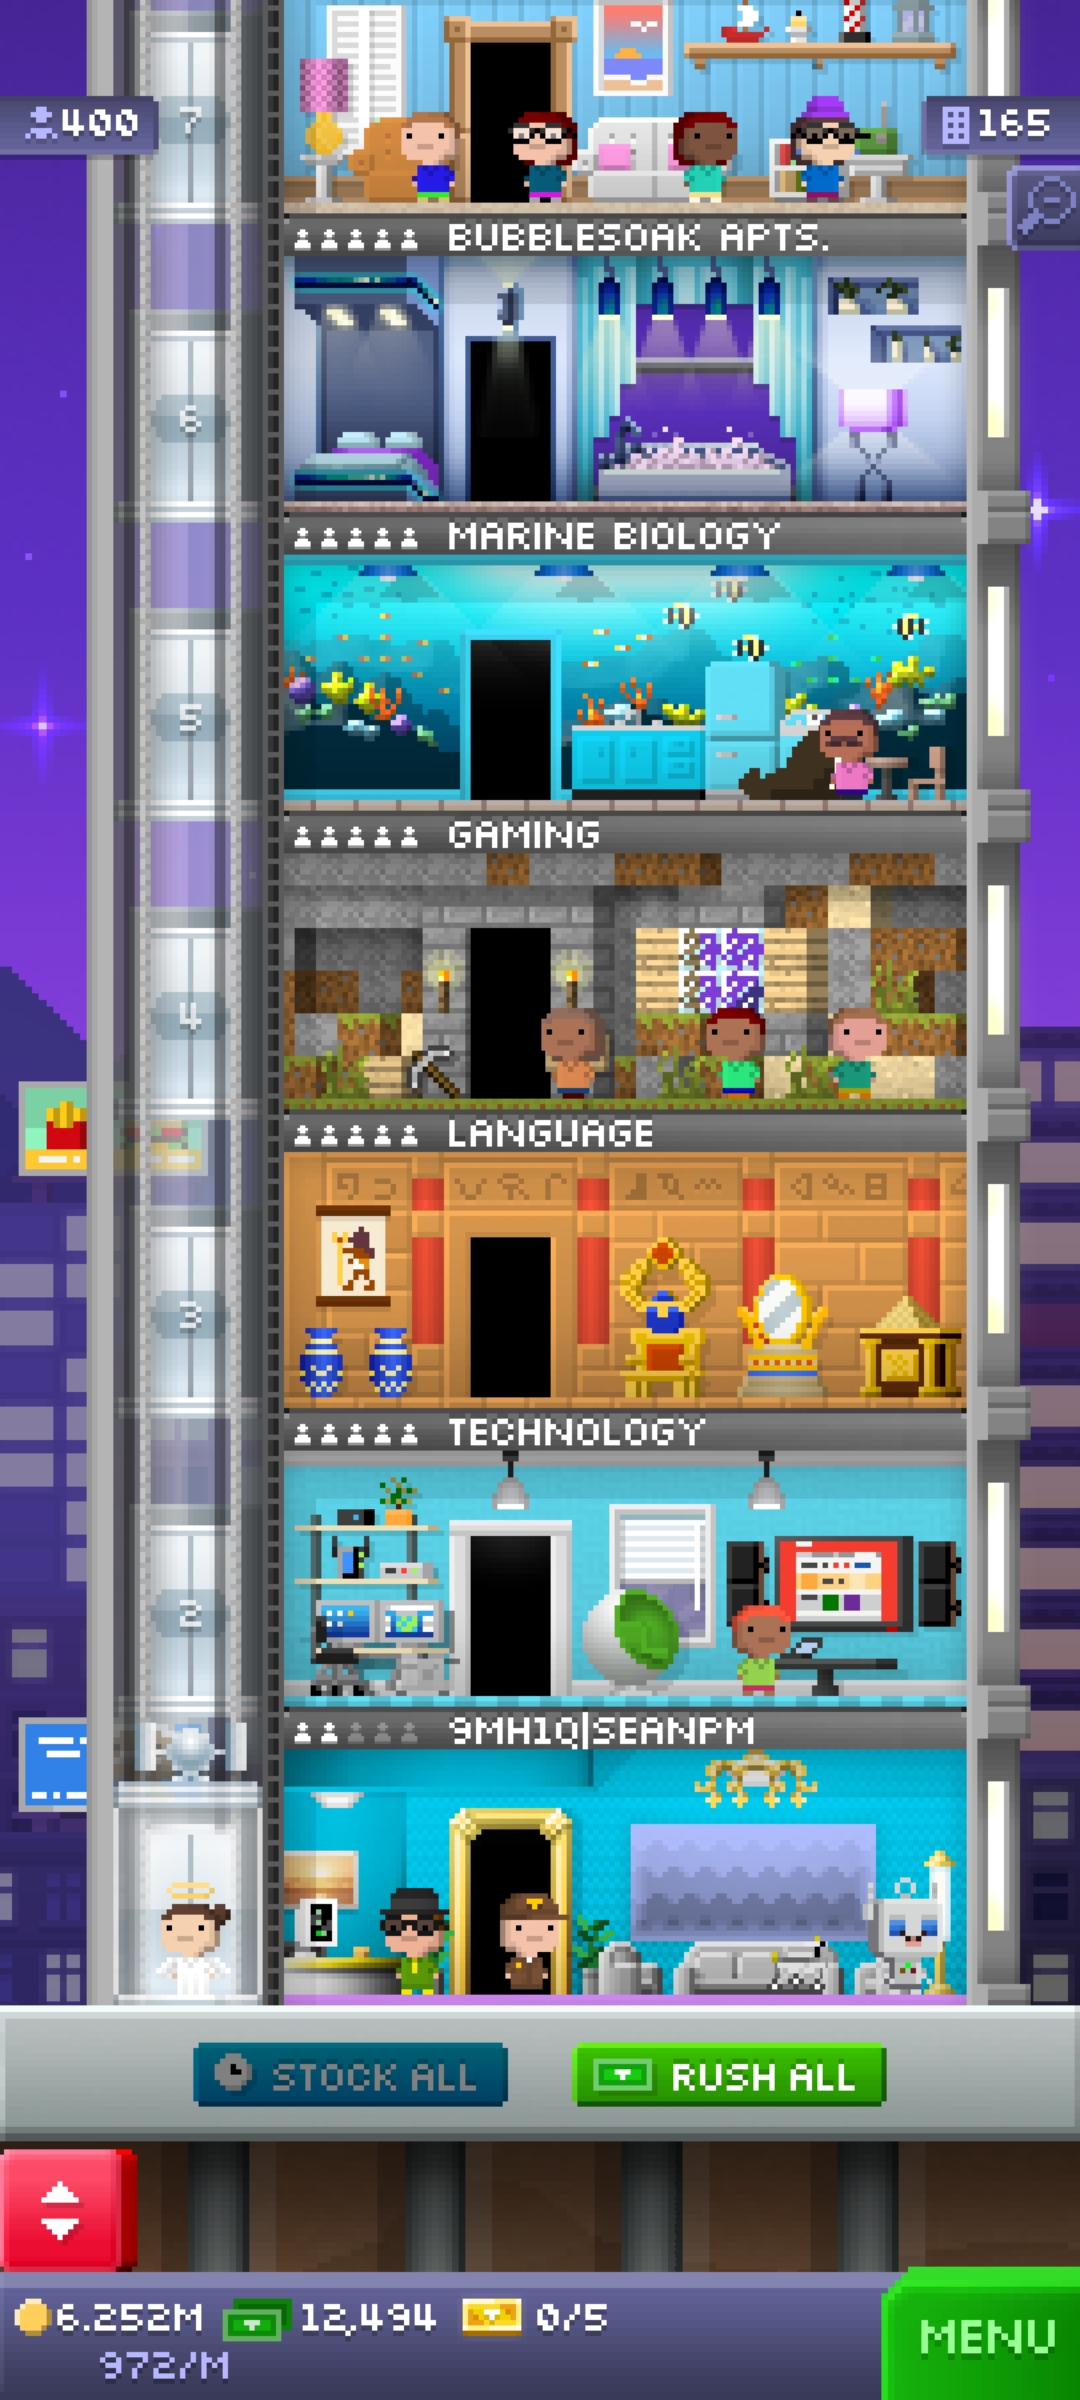 7
400
165
BUBBLESOAK APTS.
6
MARINE BIOLOGY
5
GAMING
4
LANGUAGE
3
TECHNOLOGY
2
9MH1Q|SEANPM
STOCK ALL
RUSH ALL
6.252M
12,494
0/5
972/M
MENU